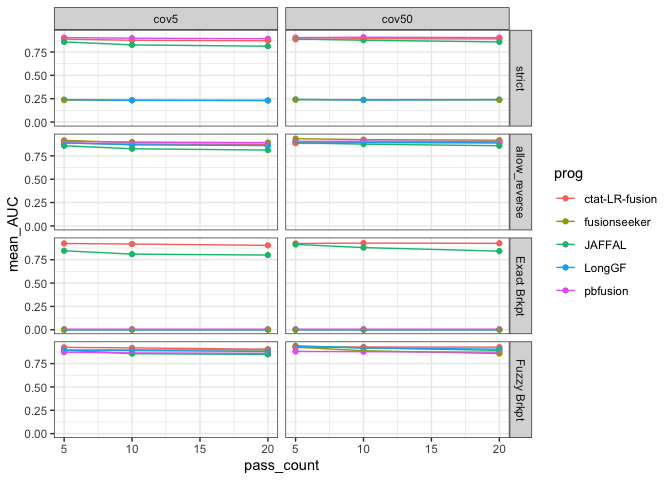 cov5
cov50
0.75
0.50
0.25
0.00
strict
0.75
0.50
0.25
0.00
allow_reverse
0.75
0.50
0.25
0.00
Exact Brkpt
0.75
0.50
0.25
0.00
Fuzzy Brkpt
5
10
15
20
5
10
15
20
pass_count
mean_AUC
prog
ctat-LR-fusion
fusionseeker
JAFFAL
LongGF
pbfusion